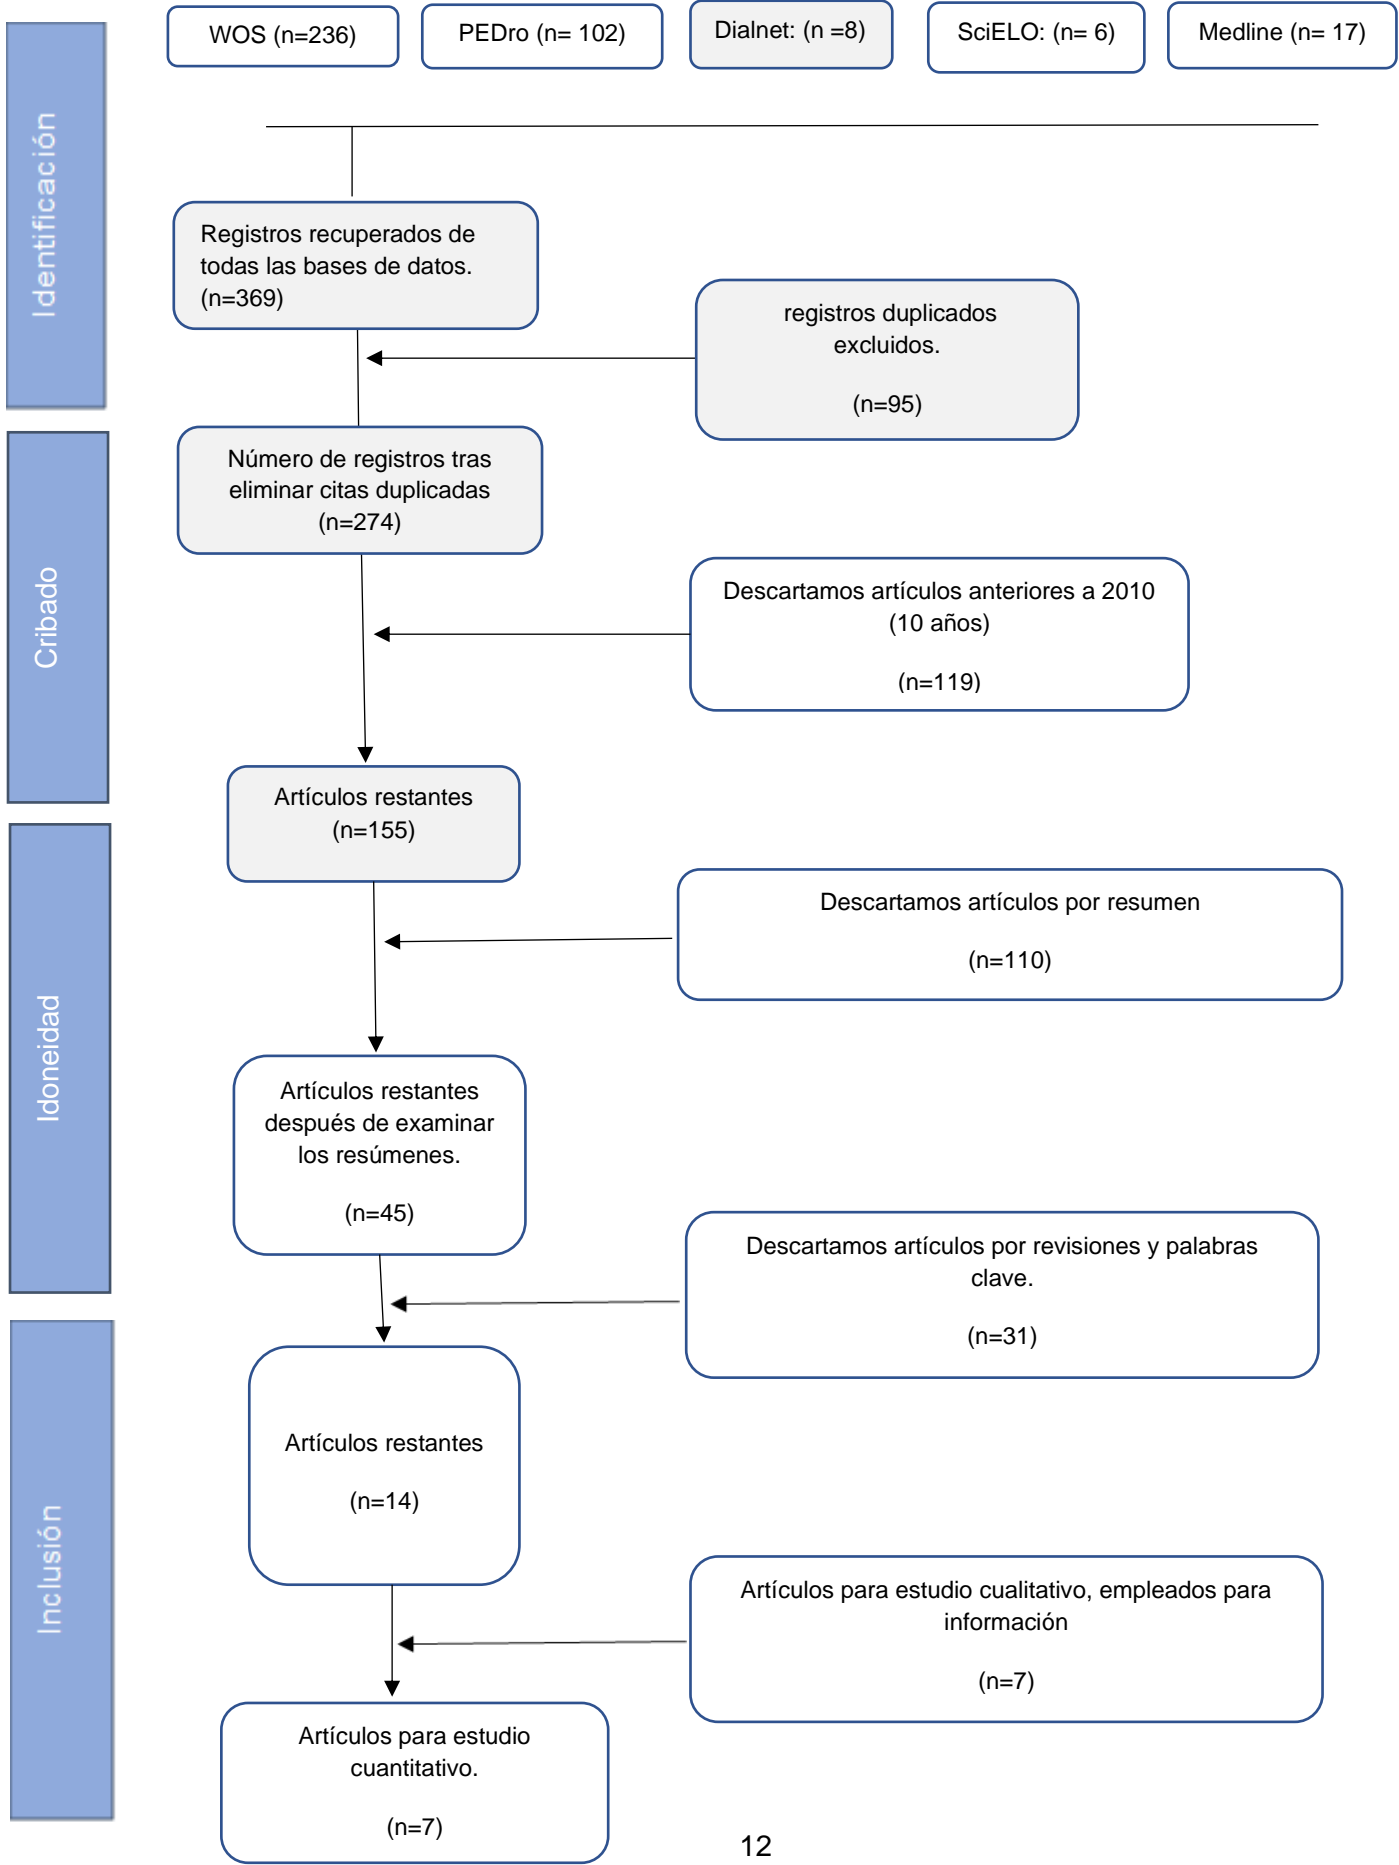 WOS (n=236)
PEDro (n= 102)
Dialnet: (n =8)
SciELO: (n= 6)
Medline (n= 17)
Identificación
Registros recuperados de
todas las bases de datos.
(n=369)
registros duplicados
excluidos.
(n=95)
Número de registros tras
eliminar citas duplicadas
(n=274)
Cribado
Descartamos artículos anteriores a 2010
(10 años)
(n=119)
Artículos restantes
(n=155)
Idoneidad
Descartamos artículos por resumen
(n=110)
Artículos restantes
después de examinar
los resúmenes.
(n=45)
Descartamos artículos por revisiones y palabras
clave.
(n=31)
Inclusión
Artículos restantes
(n=14)
Artículos para estudio cualitativo, empleados para
información
(n=7)
Artículos para estudio
cuantitativo.
(n=7)
12